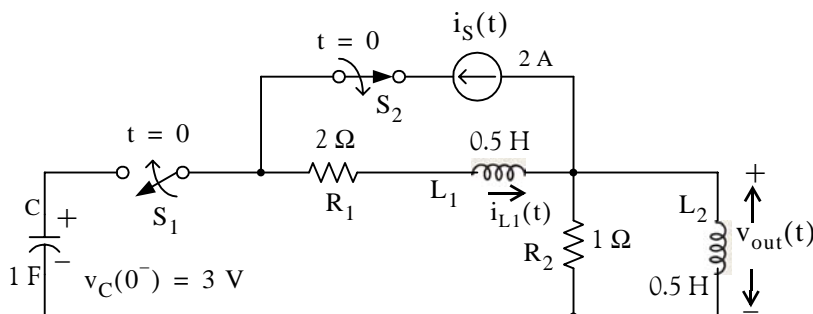 i_S(t)
t = 0
2 A
S_2
t = 0
2 Ω
0.5 H
C
+
S_1
R_1
L_1
i_L1(t)
L_2
+
1 Ω
R_2
v_out(t)
1 F
−
v_C(0^−) = 3 V
0.5 H
−